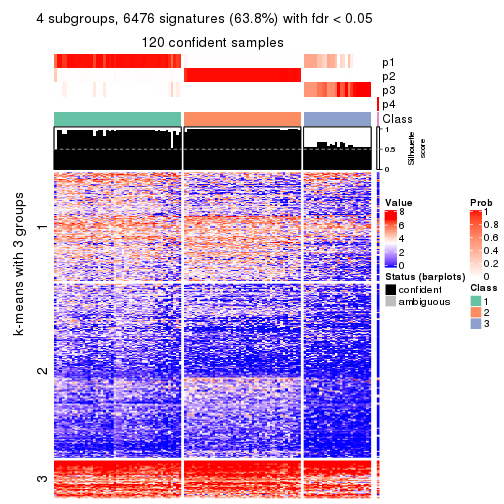 4 subgroups, 6476 signatures (63.8%) with fdr < 0.05
120 confident samples
p1
p2
p3
p4
Class
1
0.5
0
Silhouette
score
k-means with 3 groups
1
2
3
Value
8
6
4
2
0
Status (barplots)
confident
ambiguous
Prob
1
0.8
0.6
0.4
0.2
0
Class
1
2
3